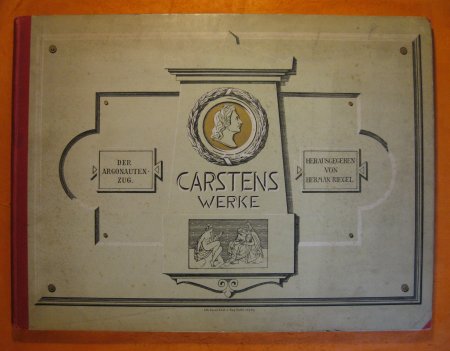 DER
ARGONAUTEN-
ZUG.
CARSTENS
WERKE
HERAUSGEGEBEN
VON
HERMAN RIEGEL.